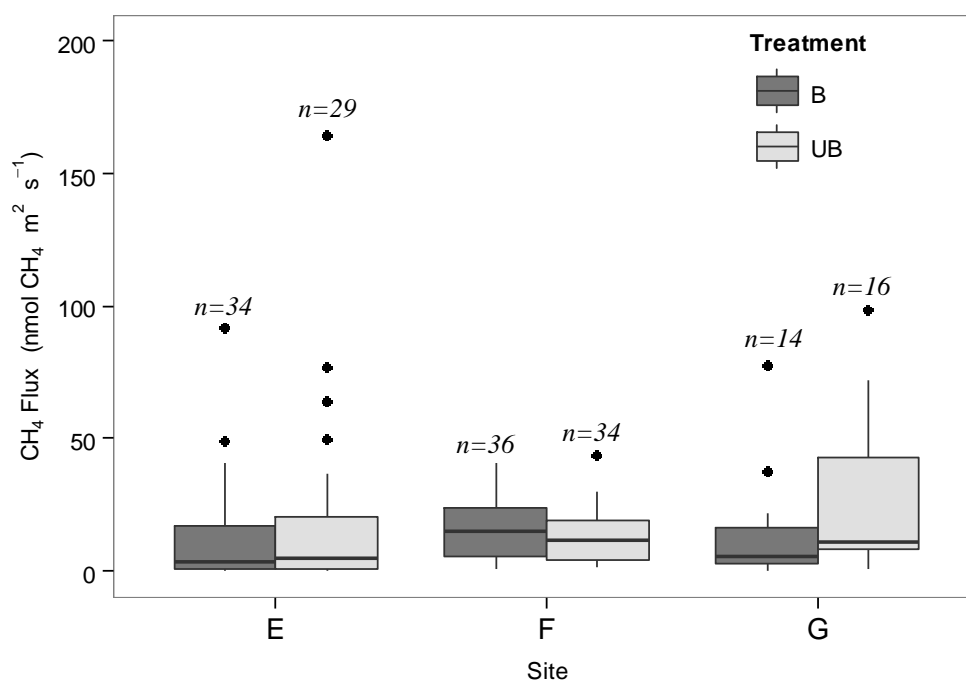 CH₄ Flux (nmol CH₄ m² s⁻¹)
200
150
100
50
0
n=34
n=29
n=36
n=34
n=14
n=16
Treatment
B
UB
E F G
Site